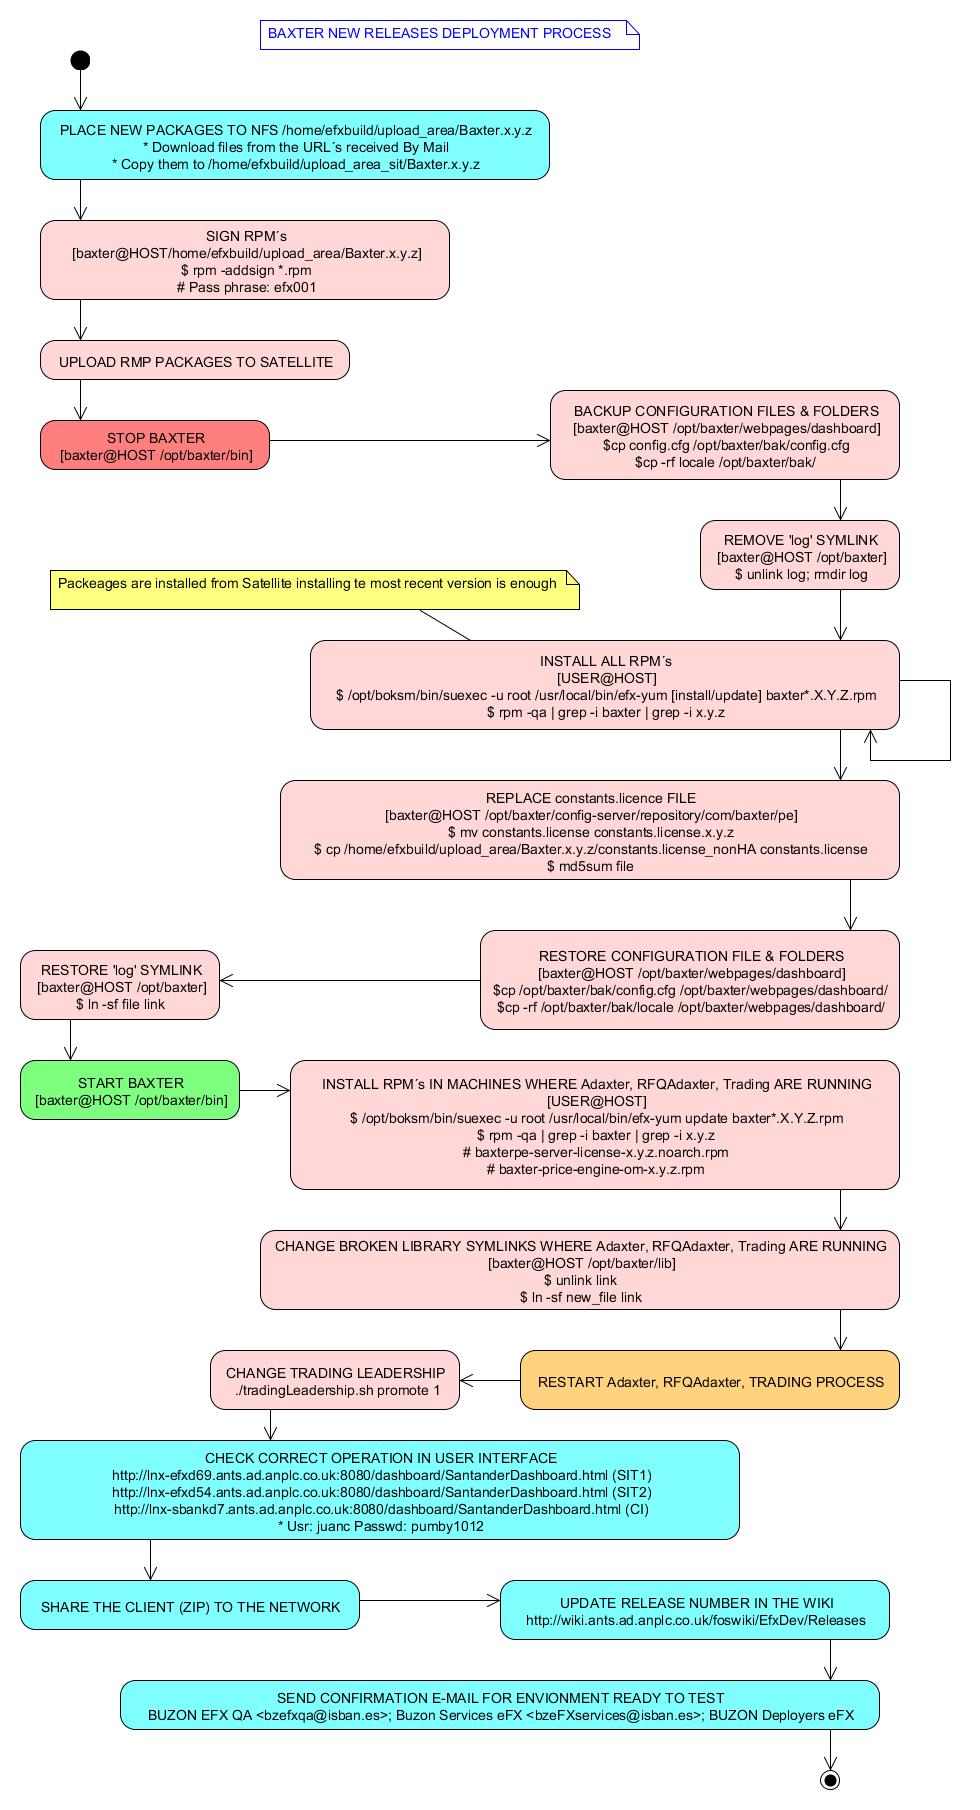 BAXTER NEW RELEASES DEPLOYMENT PROCESS
PLACE NEW PACKAGES TO NFS /home/efxbuild/upload_area/Baxter.x.y.z
* Download files from the URL´s received By Mail
* Copy them to /home/efxbuild/upload_area_sit/Baxter.x.y.z
SIGN RPM´s
[baxter@HOST/home/efxbuild/upload_area/Baxter.x.y.z]
$ rpm -addsign *.rpm
# Pass phrase: efx001
UPLOAD RMP PACKAGES TO SATELLITE
STOP BAXTER
[baxter@HOST /opt/baxter/bin]
BACKUP CONFIGURATION FILES & FOLDERS
[baxter@HOST /opt/baxter/webpages/dashboard]
$cp config.cfg /opt/baxter/bak/config.cfg
$cp -rf locale /opt/baxter/bak/
REMOVE 'log' SYMLINK
[baxter@HOST /opt/baxter]
$ unlink log; rmdir log
Packeages are installed from Satellite installing te most recent version is enough
INSTALL ALL RPM´s
[USER@HOST]
$ /opt/boksm/bin/suexec -u root /usr/local/bin/efx-yum [install/update] baxter*.X.Y.Z.rpm
$ rpm -qa | grep -i baxter | grep -i x.y.z
REPLACE constants.licence FILE
[baxter@HOST /opt/baxter/config-server/repository/com/baxter/pe]
$ mv constants.license constants.license.x.y.z
$ cp /home/efxbuild/upload_area/Baxter.x.y.z/constants.license_nonHA constants.license
$ md5sum file
RESTORE CONFIGURATION FILE & FOLDERS
[baxter@HOST /opt/baxter/webpages/dashboard]
$cp /opt/baxter/bak/config.cfg /opt/baxter/webpages/dashboard/
$cp -rf /opt/baxter/bak/locale /opt/baxter/webpages/dashboard/
RESTORE 'log' SYMLINK
[baxter@HOST /opt/baxter]
$ ln -sf file link
START BAXTER
[baxter@HOST /opt/baxter/bin]
INSTALL RPM´s IN MACHINES WHERE Adaxter, RFQAdaxter, Trading ARE RUNNING
[USER@HOST]
$ /opt/boksm/bin/suexec -u root /usr/local/bin/efx-yum update baxter*.X.Y.Z.rpm
$ rpm -qa | grep -i baxter | grep -i x.y.z
# baxterpe-server-license-x.y.z.noarch.rpm
# baxter-price-engine-om-x.y.z.rpm
CHANGE BROKEN LIBRARY SYMLINKS WHERE Adaxter, RFQAdaxter, Trading ARE RUNNING
[baxter@HOST /opt/baxter/lib]
$ unlink link
$ ln -sf new_file link
RESTART Adaxter, RFQAdaxter, TRADING PROCESS
CHANGE TRADING LEADERSHIP
./tradingLeadership.sh promote 1
CHECK CORRECT OPERATION IN USER INTERFACE
http://lnx-efxd69.ants.ad.anplc.co.uk:8080/dashboard/SantanderDashboard.html (SIT1)
http://lnx-efxd54.ants.ad.anplc.co.uk:8080/dashboard/SantanderDashboard.html (SIT2)
http://lnx-sbankd7.ants.ad.anplc.co.uk:8080/dashboard/SantanderDashboard.html (CI)
* Usr: juanc Passwd: pumby1012
SHARE THE CLIENT (ZIP) TO THE NETWORK
UPDATE RELEASE NUMBER IN THE WIKI
http://wiki.ants.ad.anplc.co.uk/foswiki/EfxDev/Releases
SEND CONFIRMATION E-MAIL FOR ENVIONMENT READY TO TEST
BUZON EFX QA <bzefxqa@isban.es>; Buzon Services eFX <bzeFXservices@isban.es>; BUZON Deployers eFX